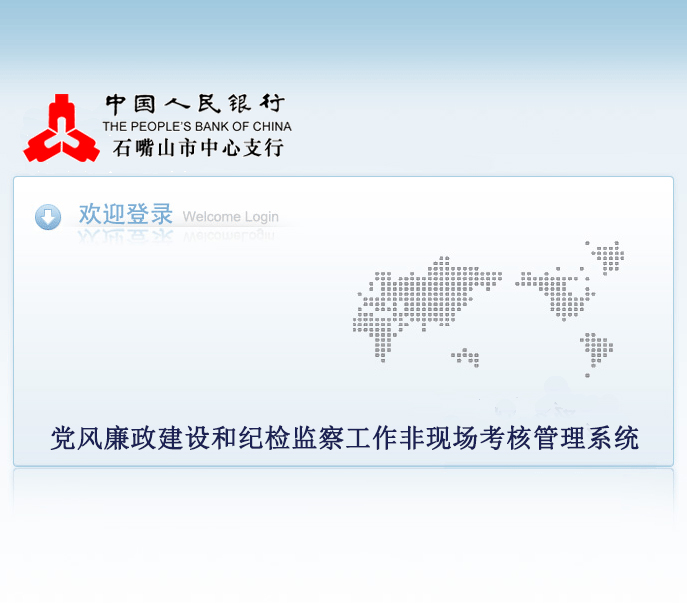 中国人民银行
THE PEOPLE'S BANK OF CHINA
石嘴山市中心支行
欢迎登录 Welcome Login
党风廉政建设和纪检监察工作非现场考核管理系统